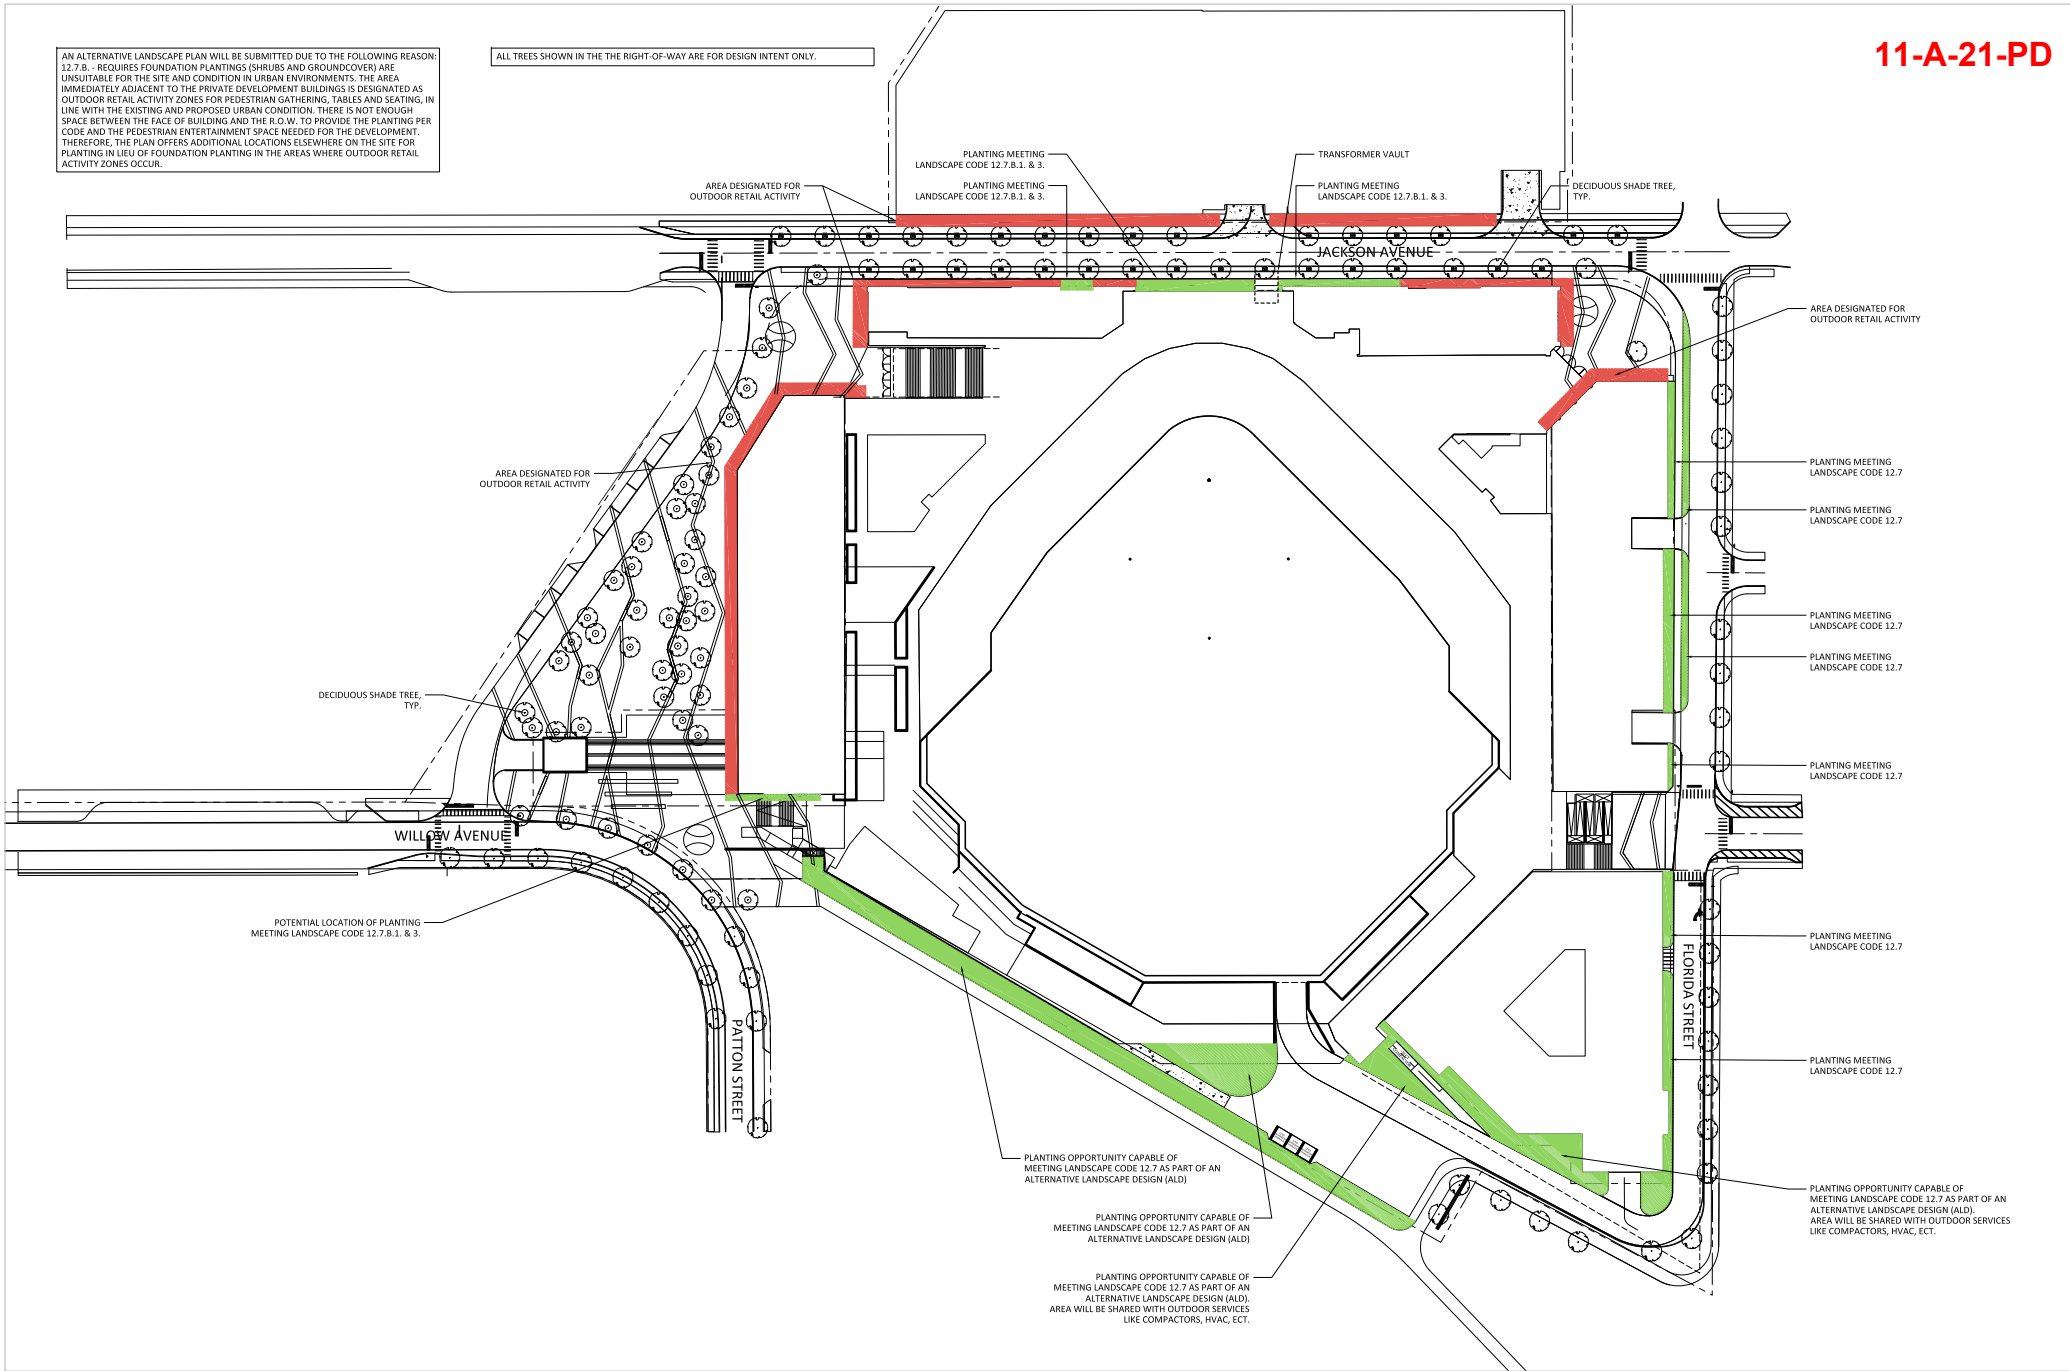 11-A-21-PD
AN ALTERNATIVE LANDSCAPE PLAN WILL BE SUBMITTED DUE TO THE FOLLOWING REASON:
12.7.B. - REQUIRES FOUNDATION PLANTINGS (SHRUBS AND GROUNDCOVER) ARE
UNSUITABLE FOR THE SITE AND CONDITION IN URBAN ENVIRONMENTS. THE AREA
IMMEDIATELY ADJACENT TO THE PRIVATE DEVELOPMENT BUILDINGS IS DESIGNATED AS
OUTDOOR RETAIL ACTIVITY ZONES FOR PEDESTRIAN GATHERING, TABLES AND SEATING, IN
LINE WITH THE EXISTING AND PROPOSED URBAN CONDITION. THERE IS NOT ENOUGH
SPACE BETWEEN THE FACE OF BUILDING AND THE R.O.W. TO PROVIDE THE PLANTING PER
CODE AND THE PEDESTRIAN ENTERTAINMENT SPACE NEEDED FOR THE DEVELOPMENT.
THEREFORE, THE PLAN OFFERS ADDITIONAL LOCATIONS ELSEWHERE ON THE SITE FOR
PLANTING IN LIEU OF FOUNDATION PLANTING IN THE AREAS WHERE OUTDOOR RETAIL
ACTIVITY ZONES OCCUR.
ALL TREES SHOWN IN THE THE RIGHT-OF-WAY ARE FOR DESIGN INTENT ONLY.
PLANTING MEETING
LANDSCAPE CODE 12.7.B.1. & 3.
TRANSFORMER VAULT
AREA DESIGNATED FOR
OUTDOOR RETAIL ACTIVITY
PLANTING MEETING
LANDSCAPE CODE 12.7.B.1. & 3.
PLANTING MEETING
LANDSCAPE CODE 12.7.B.1. & 3.
DECIDUOUS SHADE TREE,
TYP.
JACKSON AVENUE
AREA DESIGNATED FOR
OUTDOOR RETAIL ACTIVITY
AREA DESIGNATED FOR
OUTDOOR RETAIL ACTIVITY
PLANTING MEETING
LANDSCAPE CODE 12.7
PLANTING MEETING
LANDSCAPE CODE 12.7
PLANTING MEETING
LANDSCAPE CODE 12.7
PLANTING MEETING
LANDSCAPE CODE 12.7
DECIDUOUS SHADE TREE,
TYP.
PLANTING MEETING
LANDSCAPE CODE 12.7
WILLOW AVENUE
POTENTIAL LOCATION OF PLANTING
MEETING LANDSCAPE CODE 12.7.B.1. & 3.
PLANTING MEETING
LANDSCAPE CODE 12.7
FLORIDA STREET
PATTON STREET
PLANTING MEETING
LANDSCAPE CODE 12.7
PLANTING OPPORTUNITY CAPABLE OF
MEETING LANDSCAPE CODE 12.7 AS PART OF AN
ALTERNATIVE LANDSCAPE DESIGN (ALD)
PLANTING OPPORTUNITY CAPABLE OF
MEETING LANDSCAPE CODE 12.7 AS PART OF AN
ALTERNATIVE LANDSCAPE DESIGN (ALD)
PLANTING OPPORTUNITY CAPABLE OF
MEETING LANDSCAPE CODE 12.7 AS PART OF AN
ALTERNATIVE LANDSCAPE DESIGN (ALD).
AREA WILL BE SHARED WITH OUTDOOR SERVICES
LIKE COMPACTORS, HVAC, ECT.
PLANTING OPPORTUNITY CAPABLE OF
MEETING LANDSCAPE CODE 12.7 AS PART OF AN
ALTERNATIVE LANDSCAPE DESIGN (ALD).
AREA WILL BE SHARED WITH OUTDOOR SERVICES
LIKE COMPACTORS, HVAC, ECT.